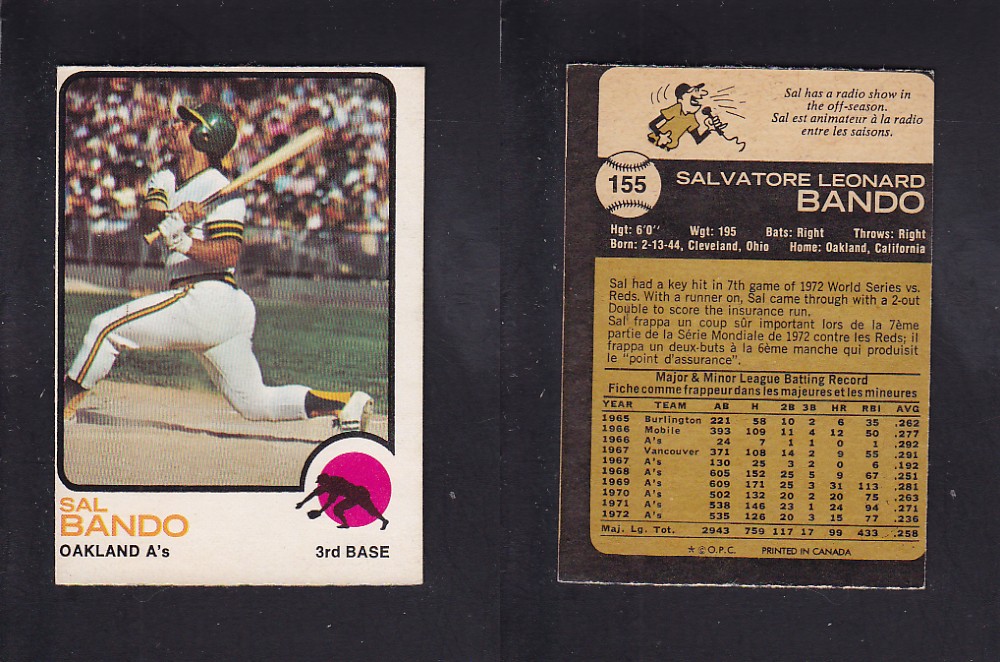 SAL
BANDO
OAKLAND A's
3rd BASE
Sal has a radio show in
the off-season.
Sal est animateur à la radio
entre les saisons.
155
SALVATORE LEONARD
BANDO
Hgt: 6'0" Wgt: 195 Bats: Right Throws: Right
Born: 2-13-44, Cleveland, Ohio Home: Oakland, California
Sal had a key hit in 7th game of 1972 World Series vs.
Reds. With a runner on, Sal came through with a 2-out
Double to score the insurance run.
Sal frappa un coup sûr important lors de la 7ème
partie de la Série Mondiale de 1972 contre les Reds; il
frappa un deux-buts à la 6ème manche qui produisit
le "point d'assurance".
Major & Minor League Batting Record
Fiche comme frappeur dans les majeures et les mineures
YEAR TEAM AB H 2B 3B HR RBI AVG
1965 Burlington 221 58 10 2 6 35 .262
1966 Mobile 393 109 11 4 12 50 .277
1966 A's 24 7 1 1 0 1 .292
1967 Vancouver 371 108 14 2 9 55 .291
1967 A's 130 25 3 2 0 6 .192
1968 A's 605 152 25 5 9 67 .251
1969 A's 609 171 25 3 31 113 .281
1970 A's 502 132 20 2 20 75 .263
1971 A's 538 146 23 1 24 94 .271
1972 A's 535 126 20 3 15 77 .236
Maj. Lg. Tot. 2943 759 117 17 99 433 .258
★ © O.P.C. PRINTED IN CANADA